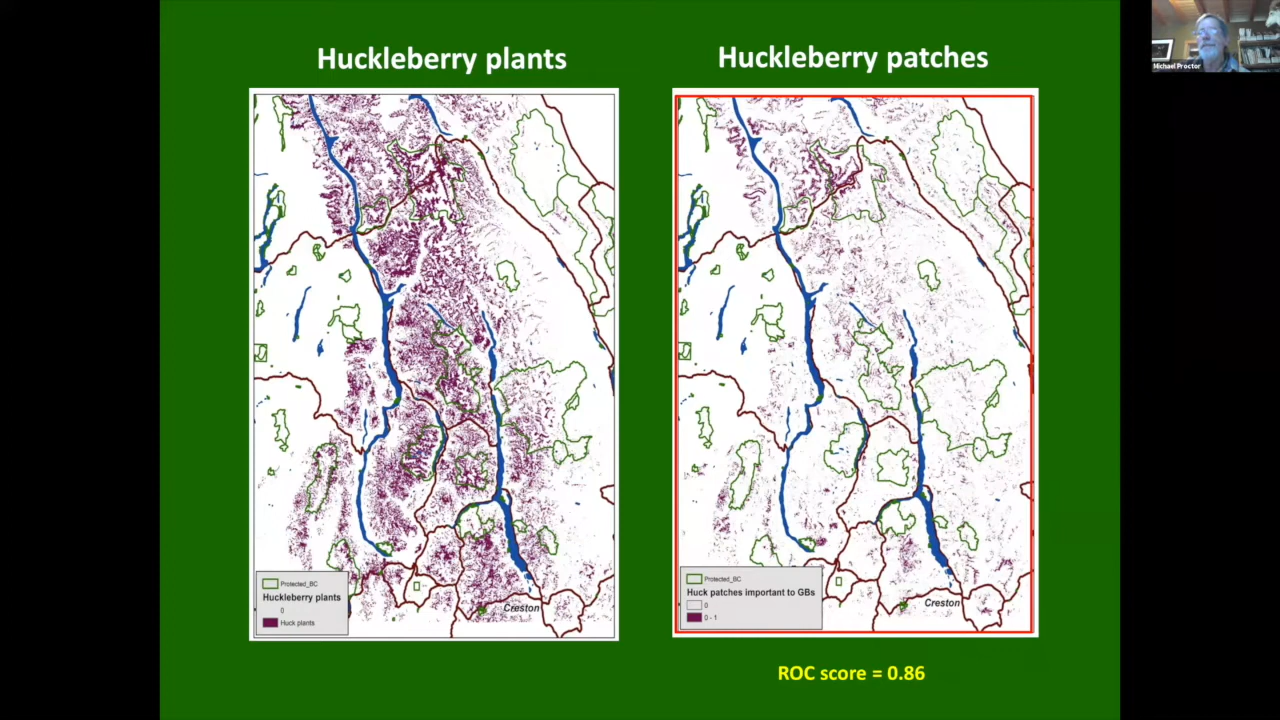 Huckleberry plants
Huckleberry patches
Michael Proctor
Protected_BC
Huckleberry plants
0
Huck plants
Creston
Protected_BC
Huck patches important to GBs
0
0 - 1
Creston
ROC score = 0.86